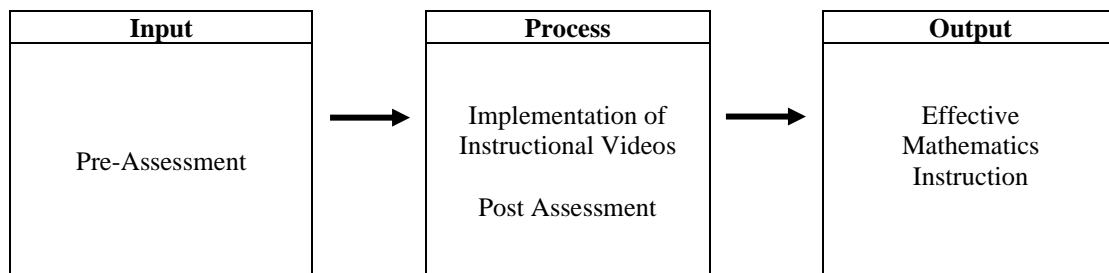 Input
Pre-Assessment
Process
Implementation of
Instructional Videos
Post Assessment
Output
Effective
Mathematics
Instruction